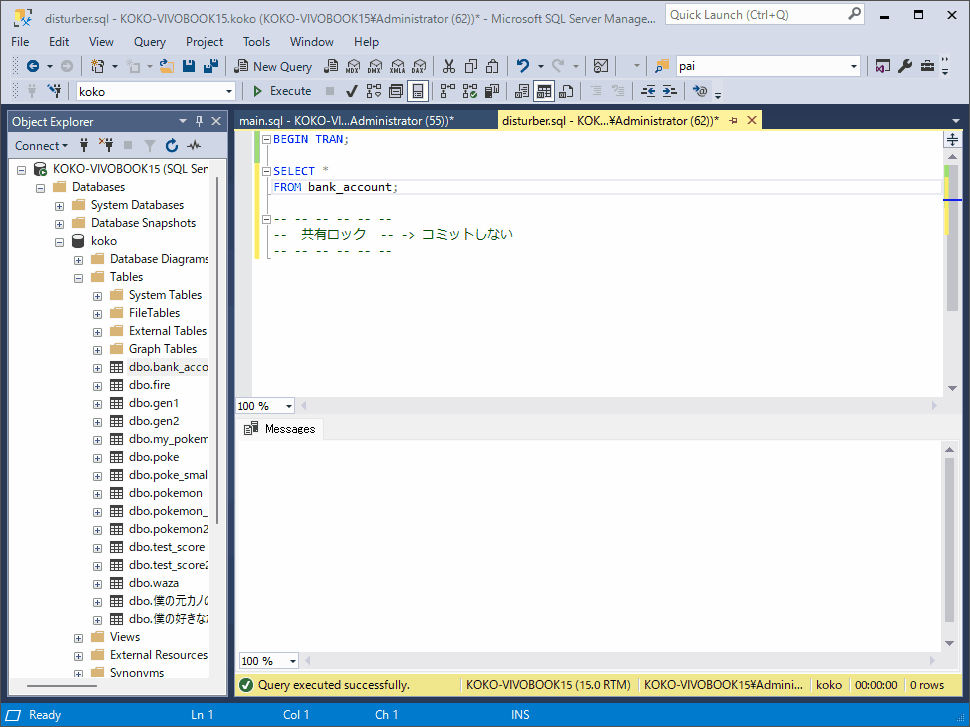 disturber.sql - KOKO-VIVOBOOK15.koko (KOKO-VIVOBOOK15¥Administrator (62))* - Microsoft SQL Server Manage...
Quick Launch (Ctrl+Q)
File Edit View Query Project Tools Window Help
New Query MDX DMX XMLA DAX pai
koko Execute
Object Explorer
main.sql - KOKO-VI...Administrator (55))* disturber.sql - KOK...¥Administrator (62))*
Connect
KOKO-VIVOBOOK15 (SQL Ser
Databases
System Databases
Database Snapshots
koko
Database Diagrams
Tables
System Tables
FileTables
External Tables
Graph Tables
dbo.bank_acco
dbo.fire
dbo.gen1
dbo.gen2
dbo.my_pokem
dbo.poke
dbo.poke_smal
dbo.pokemon
dbo.pokemon_
dbo.pokemon2
dbo.test_score
dbo.test_score2
dbo.waza
dbo.僕の元カノの
dbo.僕の好きな
Views
External Resources
Synonyms
BEGIN TRAN;
SELECT *
FROM bank_account;
-- -- -- -- -- --
-- 共有ロック -- -> コミットしない
-- -- -- -- -- --
100 %
Messages
100 %
Query executed successfully. KOKO-VIVOBOOK15 (15.0 RTM) KOKO-VIVOBOOK15¥Admini... koko 00:00:00 0 rows
Ready Ln 1 Col 1 Ch 1 INS